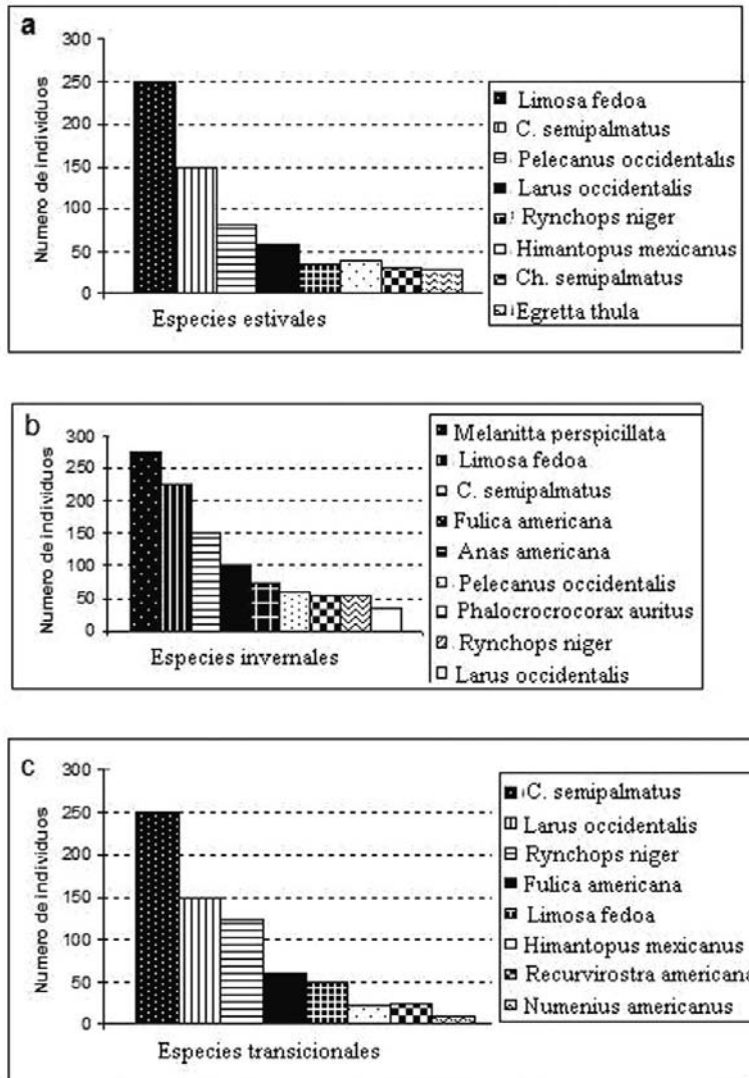 a
Numero de individuos
300
250
200
150
100
50
0
Especies estivales
Limosa fedoa
C. semipalmatus
Pelecanus occidentalis
Larus occidentalis
Rynchops niger
Himantopus mexicanus
Ch. semipalmatus
Egretta thula
b
Numero de individuos
300
250
200
150
100
50
0
Especies invernales
Melanitta perspicillata
Limosa fedoa
C. semipalmatus
Fulica americana
Anas americana
Pelecanus occidentalis
Phalocrocrocorax auritus
Rynchops niger
Larus occidentalis
c
Numero de individuos
300
250
200
150
100
50
0
Especies transicionales
C. semipalmatus
Larus occidentalis
Rynchops niger
Fulica americana
Limosa fedoa
Himantopus mexicanus
Recurvirostra americana
Numenius americanus